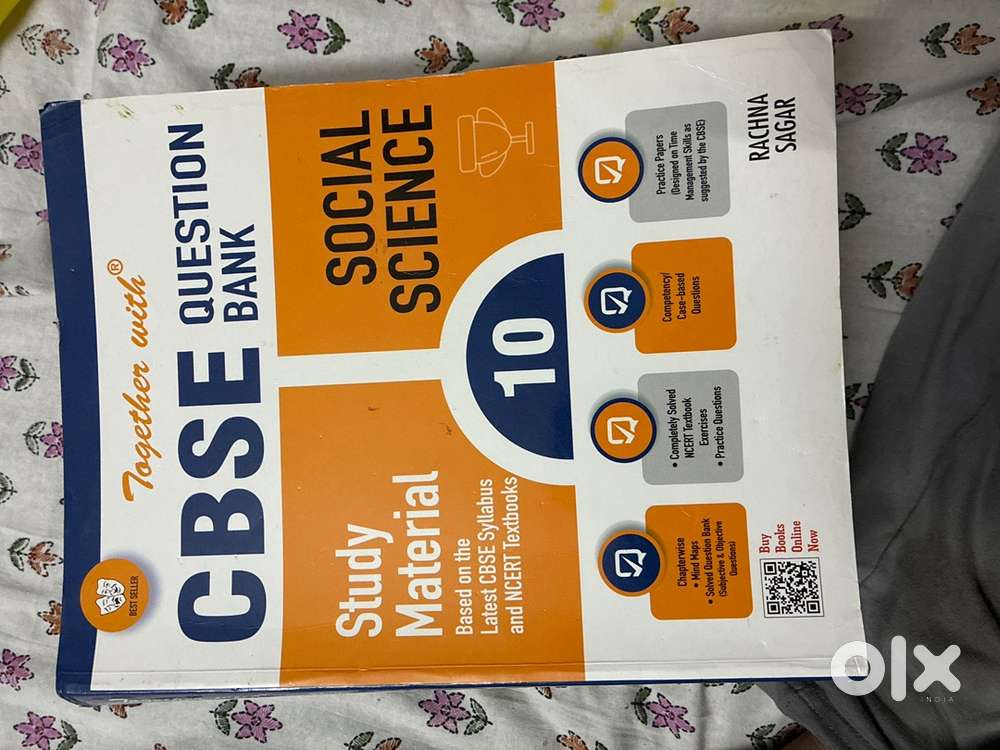 Together with®
CBSE QUESTION
BANK
SOCIAL
SCIENCE
Study
Material
Based on the
Latest CBSE Syllabus
and NCERT Textbooks
10
BEST SELLER
Chapterwise
• Mind Maps
• Solved Question Bank
(Subjective & Objective
Questions)
• Completely Solved
NCERT Textbook
Exercises
• Practice Questions
Competency/
Case-based
Questions
Practice Papers
(Designed on Time
Management Skills as
suggested by the CBSE)
Buy
Books
Online
Now
RACHNA
SAGAR
olx
INDIA